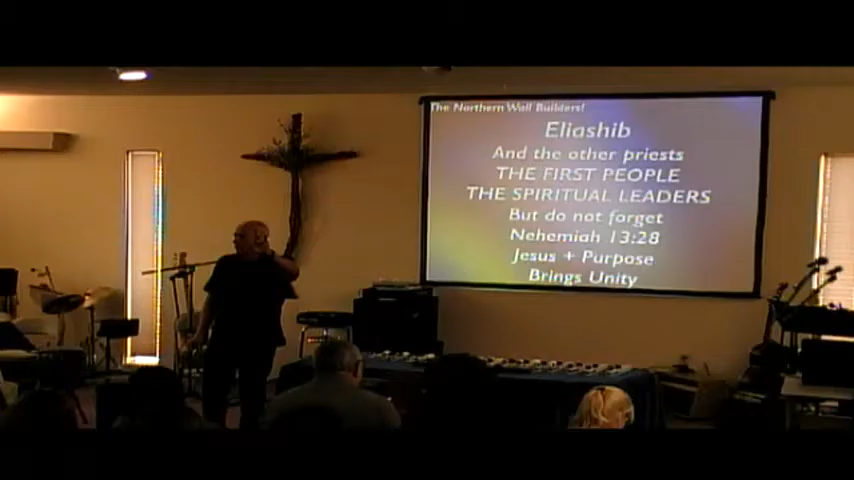 The Northern Wall Builders!
Eliashib
And the other priests
THE FIRST PEOPLE
THE SPIRITUAL LEADERS
But do not forget
Nehemiah 13:28
Jesus + Purpose
Brings Unity